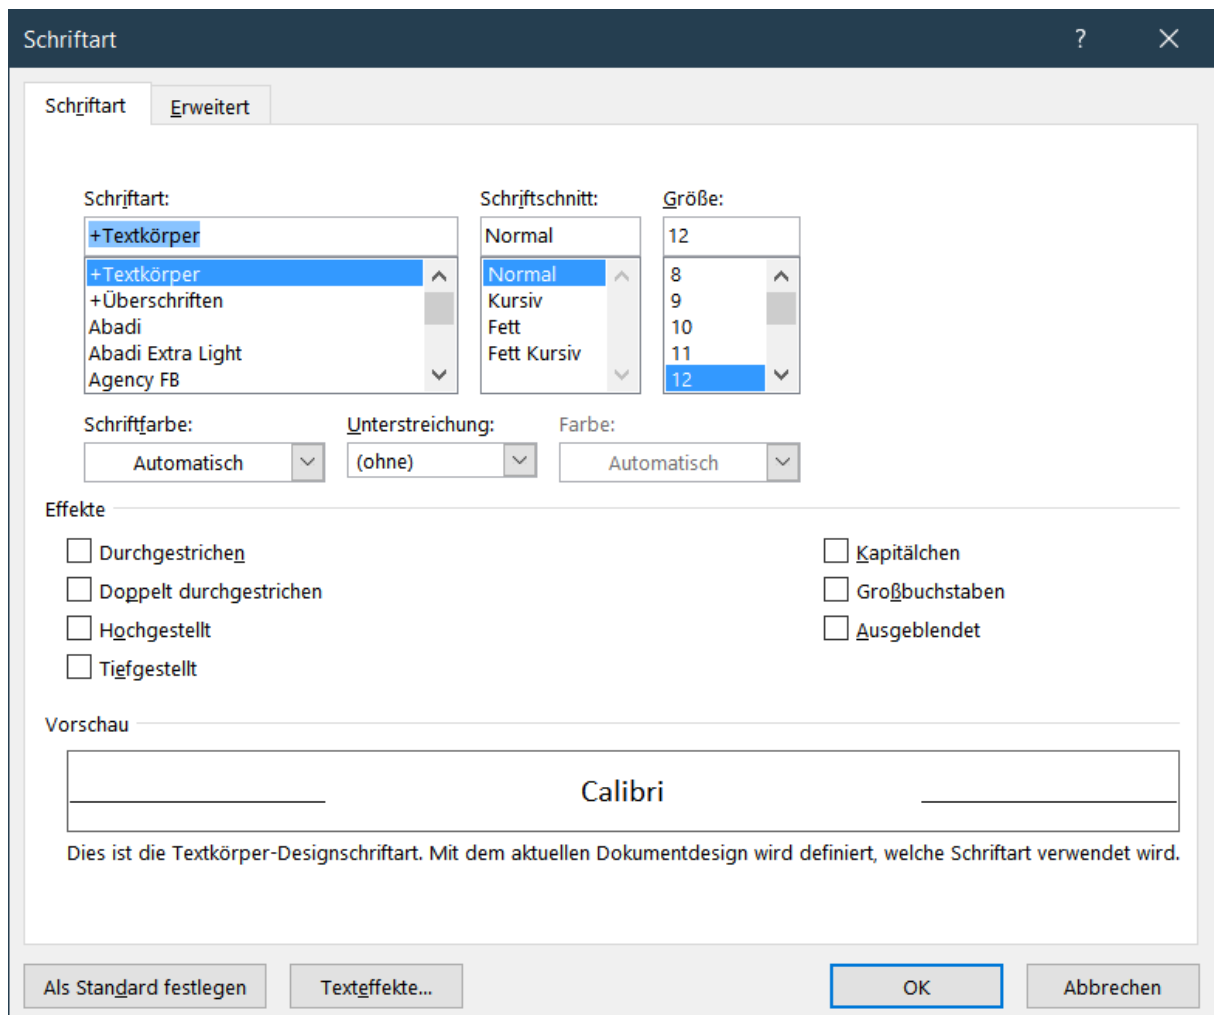 Schriftart ?
Schriftart Erweitert
Schriftart: Schriftschnitt: Größe:
+Textkörper Normal 12
+Textkörper Normal 8
+Überschriften Kursiv 9
Abadi Fett 10
Abadi Extra Light Fett Kursiv 11
Agency FB 12
Schriftfarbe: Unterstreichung: Farbe:
Automatisch (ohne) Automatisch
Effekte
Durchgestrichen Kapitälchen
Doppelt durchgestrichen Großbuchstaben
Hochgestellt Ausgeblendet
Tiefgestellt
Vorschau
Calibri
Dies ist die Textkörper-Designschriftart. Mit dem aktuellen Dokumentdesign wird definiert, welche Schriftart verwendet wird.
Als Standard festlegen Texteffekte... OK Abbrechen